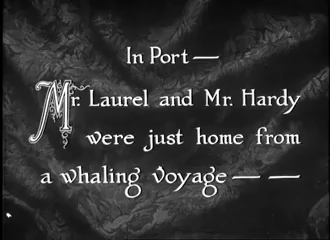 In Port —
Mr. Laurel and Mr. Hardy
were just home from
a whaling voyage — —